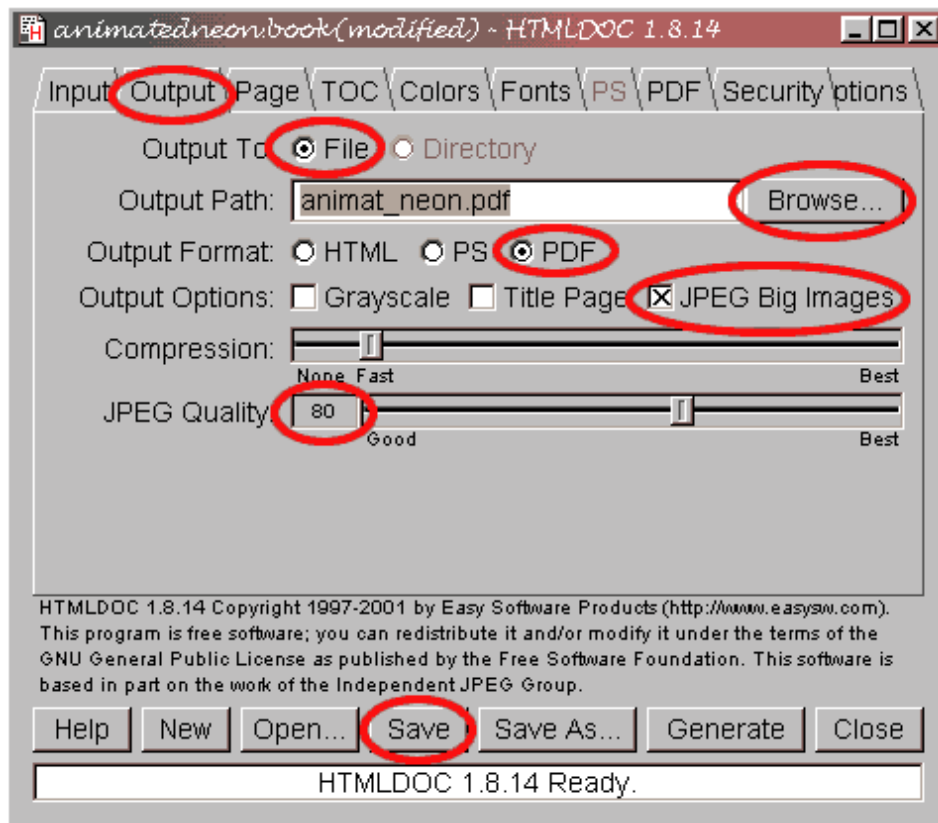 animatedneon.book(modified) - HTMLDOC 1.8.14
Input Output Page TOC Colors Fonts PS PDF Security ptions
Output To: File Directory
Output Path: animat_neon.pdf Browse...
Output Format: HTML PS PDF
Output Options: Grayscale Title Page JPEG Big Images
Compression:
None Fast Best
JPEG Quality: 80
Good Best
HTMLDOC 1.8.14 Copyright 1997-2001 by Easy Software Products (http://www.easysw.com).
This program is free software; you can redistribute it and/or modify it under the terms of the
GNU General Public License as published by the Free Software Foundation. This software is
based in part on the work of the Independent JPEG Group.
Help New Open... Save Save As... Generate Close
HTMLDOC 1.8.14 Ready.